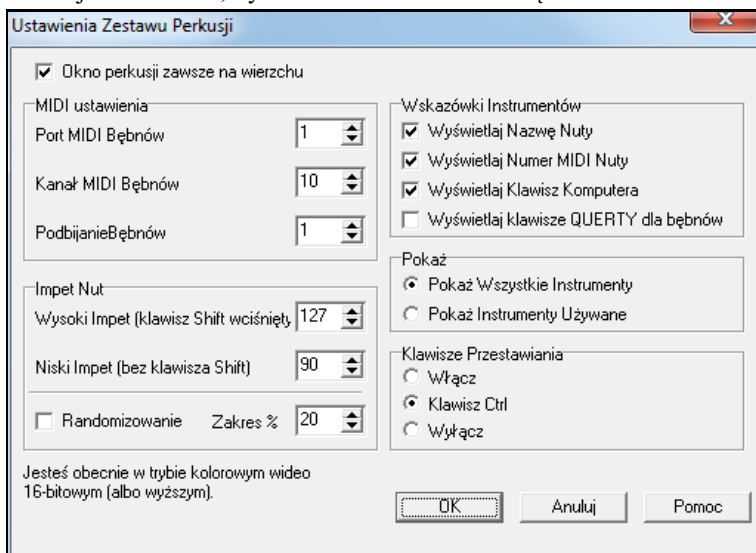 Ustawienia Zestawu Perkusji
Okno perkusji zawsze na wierzchu
MIDI ustawienia
Port MIDI Bębnów 1
Kanał MIDI Bębnów 10
PodbijanieBębnów 1
Impet Nut
Wysoki Impet (klawisz Shift wciśnięty, 127
Niski Impet (bez klawisza Shift) 90
Randomizowanie Zakres % 20
Jesteś obecnie w trybie kolorowym wideo
16-bitowym (albo wyższym).
Wskazówki Instrumentów
Wyświetlaj Nazwę Nuty
Wyświetlaj Numer MIDI Nuty
Wyświetlaj Klawisz Komputera
Wyświetlaj klawisze QUERTY dla bębnów
Pokaż
Pokaż Wszystkie Instrumenty
Pokaż Instrumenty Używane
Klawisze Przestawiania
Włącz
Klawisz Ctrl
Wyłącz
OK Anuluj Pomoc